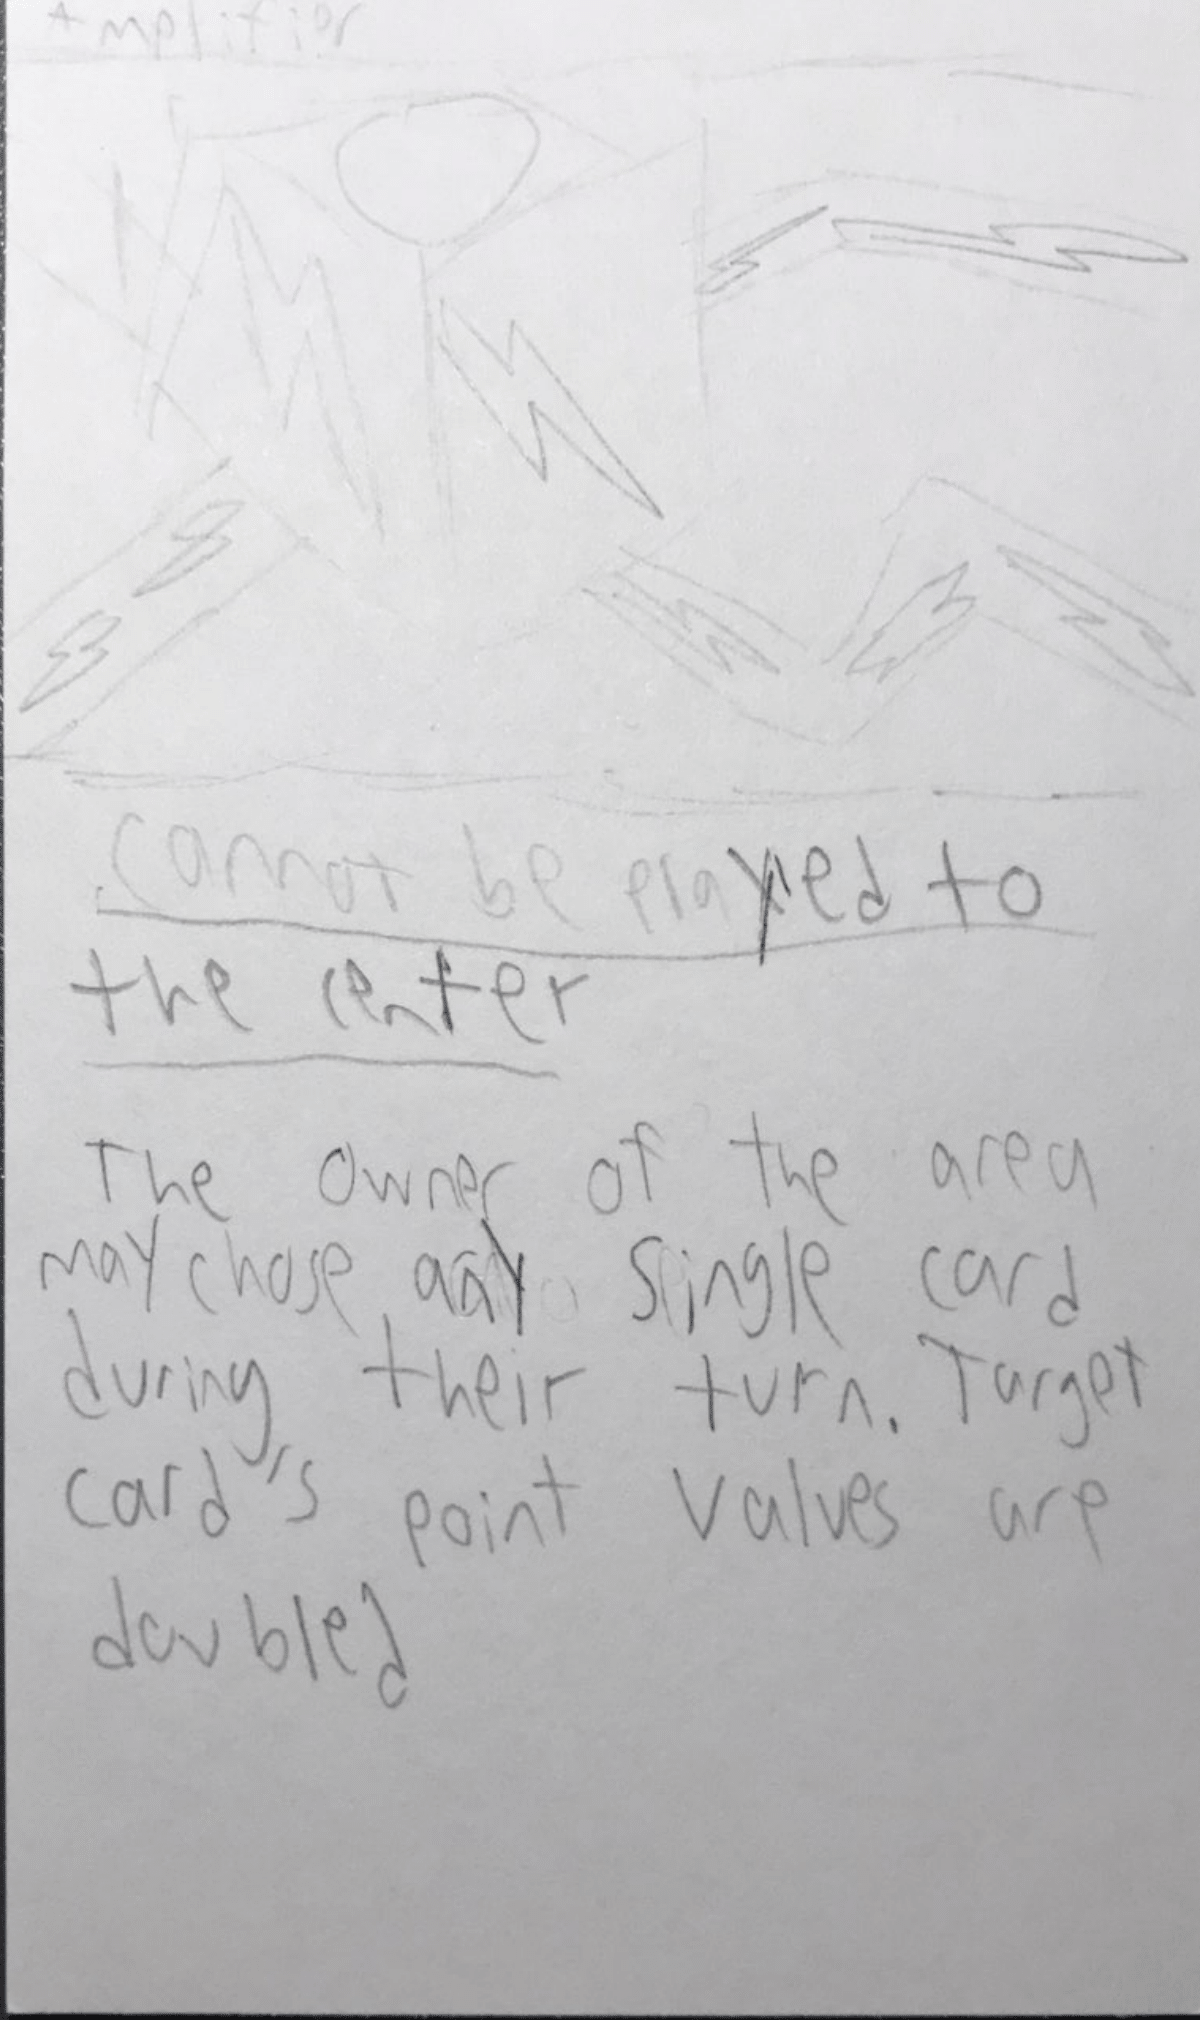 Amplifier
Cannot be played to
the center
The owner of the area
may chose any single card
during their turn. Target
card's point values are
doubled